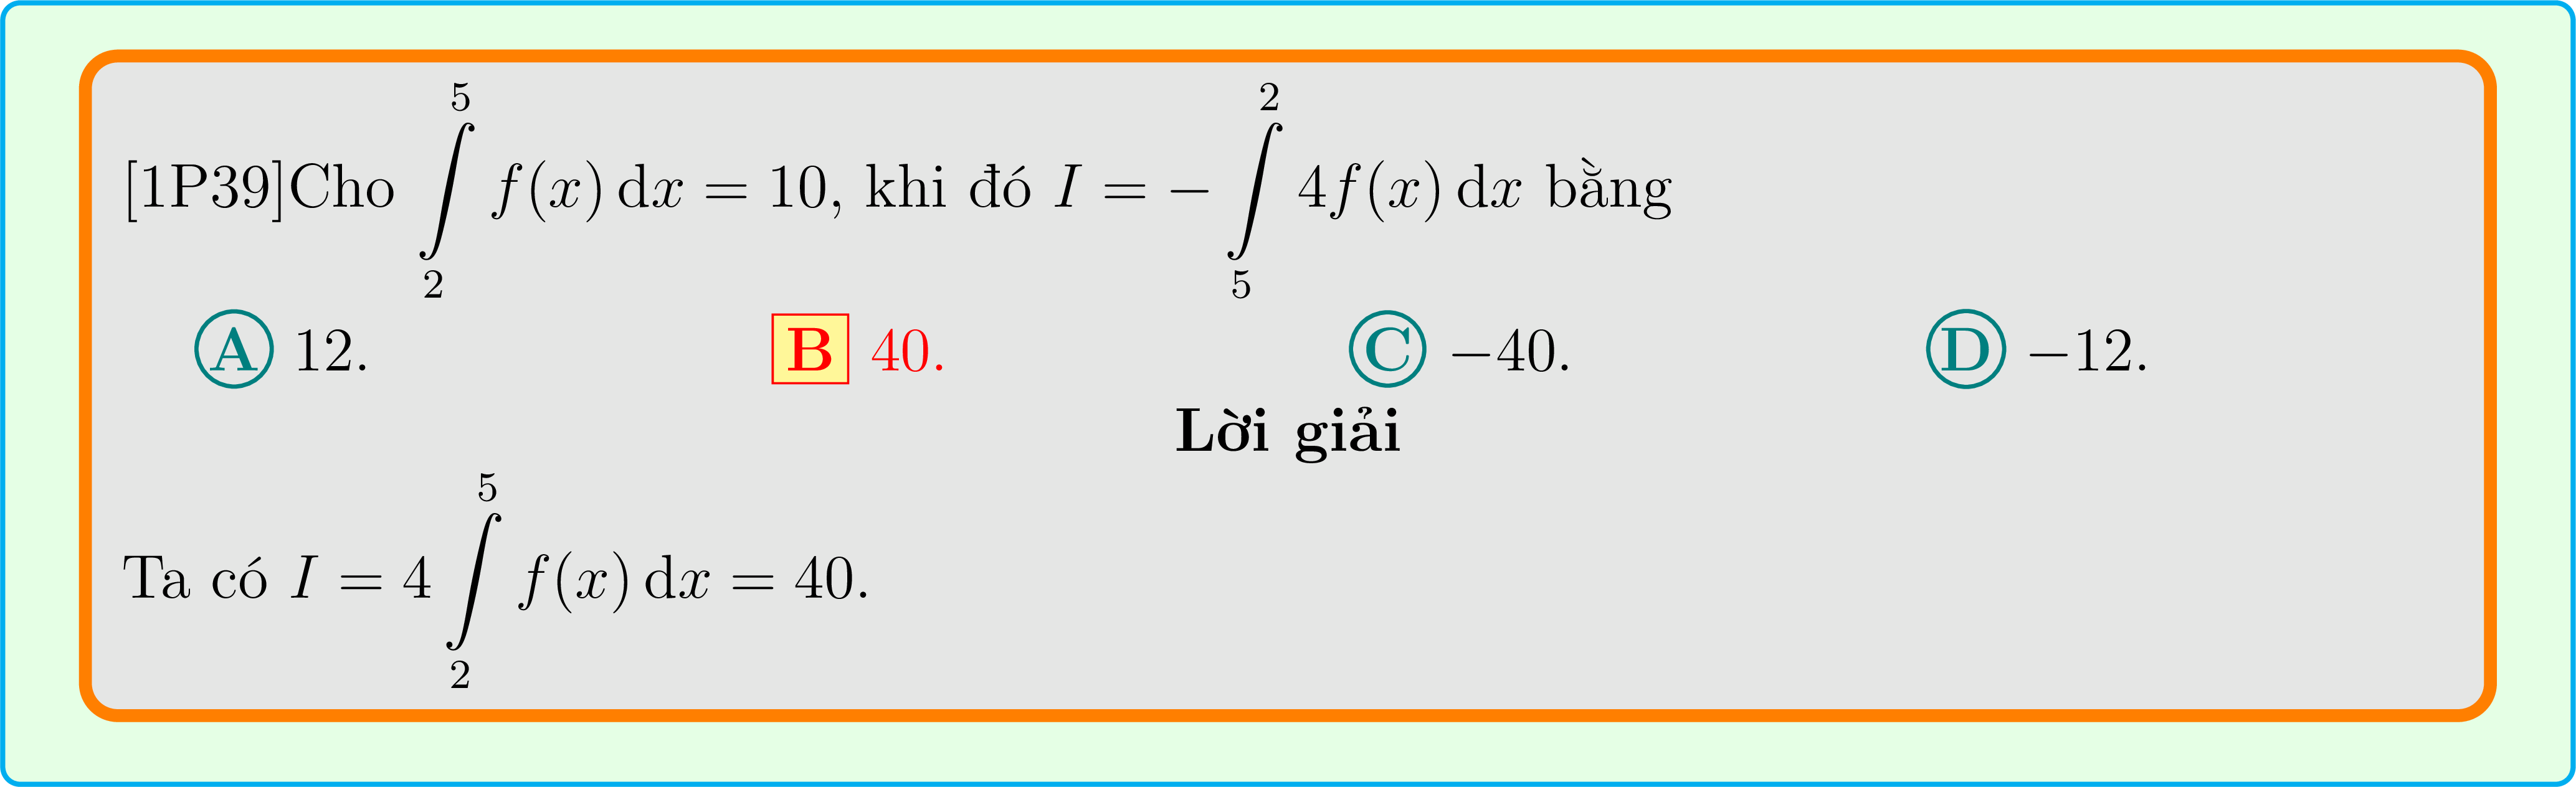 [1P39]Cho $\int\limits_{2}^{5} f(x)\,\mathrm{d}x = 10$, khi đó $I = -\int\limits_{5}^{2} 4f(x)\,\mathrm{d}x$ bằng
A 12. B 40. C −40. D −12.
Lời giải
Ta có $I = 4\int\limits_{2}^{5} f(x)\,\mathrm{d}x = 40$.